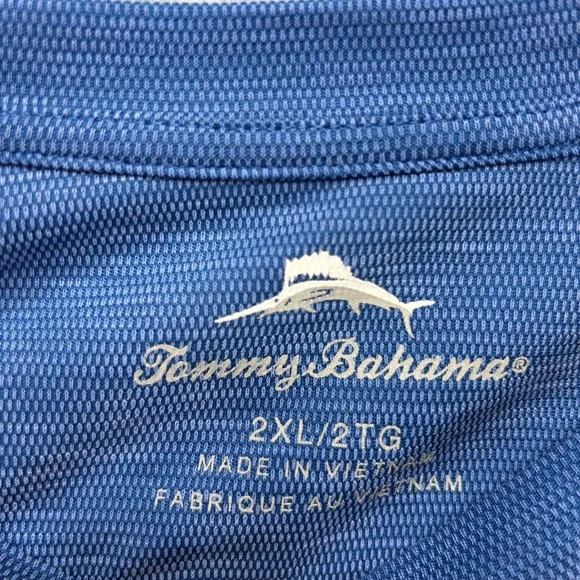 Tommy Bahama®
2XL/2TG
MADE IN VIETNAM
FABRIQUE AU VIETNAM